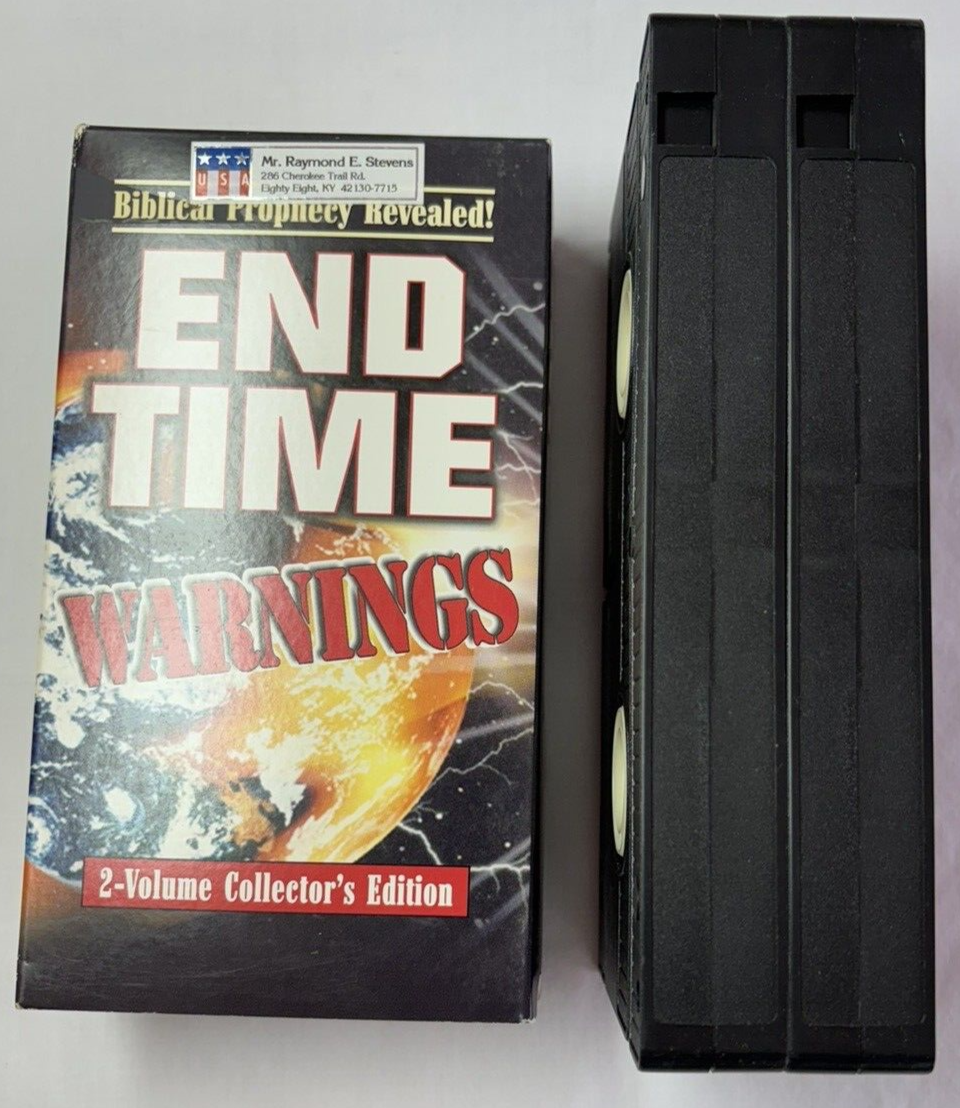 USA
Mr. Raymond E. Stevens
286 Cherokee Trail Rd.
Eighty Eight, KY 42130-7715
Biblical Prophecy Revealed!
END
TIME
WARNINGS
2-Volume Collector's Edition